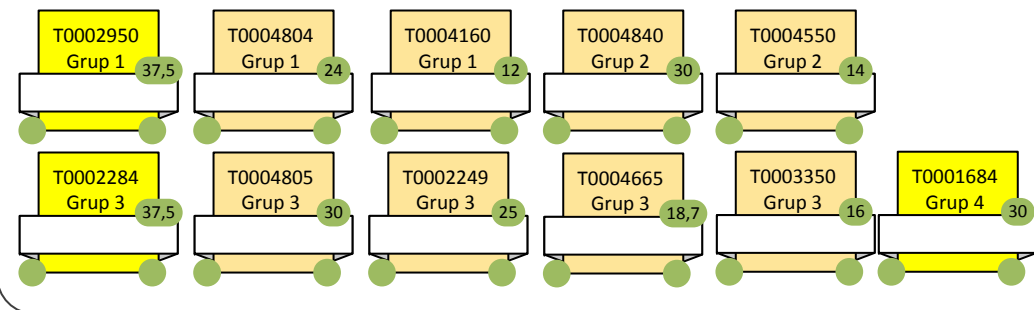 T0002950
Grup 1
37,5
T0004804
Grup 1
24
T0004160
Grup 1
12
T0004840
Grup 2
30
T0004550
Grup 2
14
T0002284
Grup 3
37,5
T0004805
Grup 3
30
T0002249
Grup 3
25
T0004665
Grup 3
18,7
T0003350
Grup 3
16
T0001684
Grup 4
30